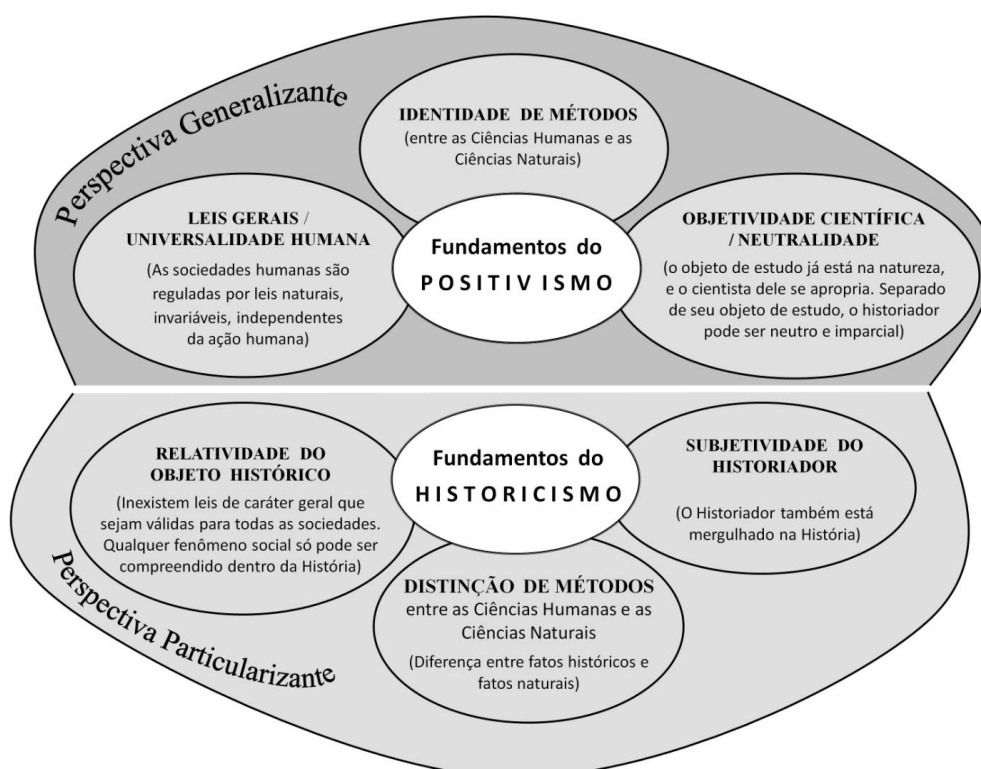 Perspectiva Generalizante
IDENTIDADE DE MÉTODOS
(entre as Ciências Humanas e as
Ciências Naturais)
LEIS GERAIS /
UNIVERSALIDADE HUMANA
(As sociedades humanas são
reguladas por leis naturais,
invariáveis, independentes
da ação humana)
Fundamentos do
POSITIVISMO
OBJETIVIDADE CIENTÍFICA
/ NEUTRALIDADE
(o objeto de estudo já está na natureza,
e o cientista dele se apropria. Separado
de seu objeto de estudo, o historiador
pode ser neutro e imparcial)
RELATIVIDADE DO
OBJETO HISTÓRICO
(Inexistem leis de caráter geral que
sejam válidas para todas as sociedades.
Qualquer fenômeno social só pode ser
compreendido dentro da História)
Fundamentos do
HISTORICISMO
SUBJETIVIDADE DO
HISTORIADOR
(O Historiador também está
mergulhado na História)
DISTINÇÃO DE MÉTODOS
entre as Ciências Humanas e as
Ciências Naturais
(Diferença entre fatos históricos e
fatos naturais)
Perspectiva Particularizante